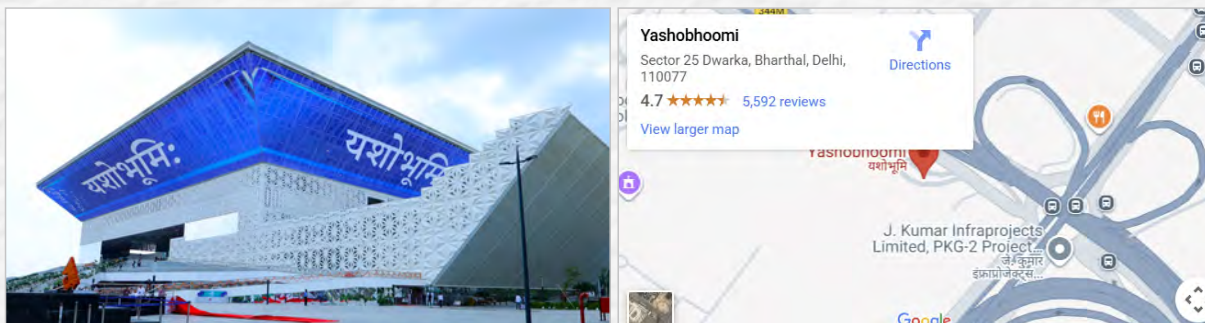 यशोभूमि:
यशोभूमि
344M
Yashobhoomi
Sector 25 Dwarka, Bharthal, Delhi,
110077
4.7
5,592 reviews
View larger map
Directions
Yashobhoomi
यशोभूमि
J. Kumar Infraprojects
Limited, PKG-2 Project...
जे. कुमार
इंफ्राप्रोजेक्ट्स...
Google